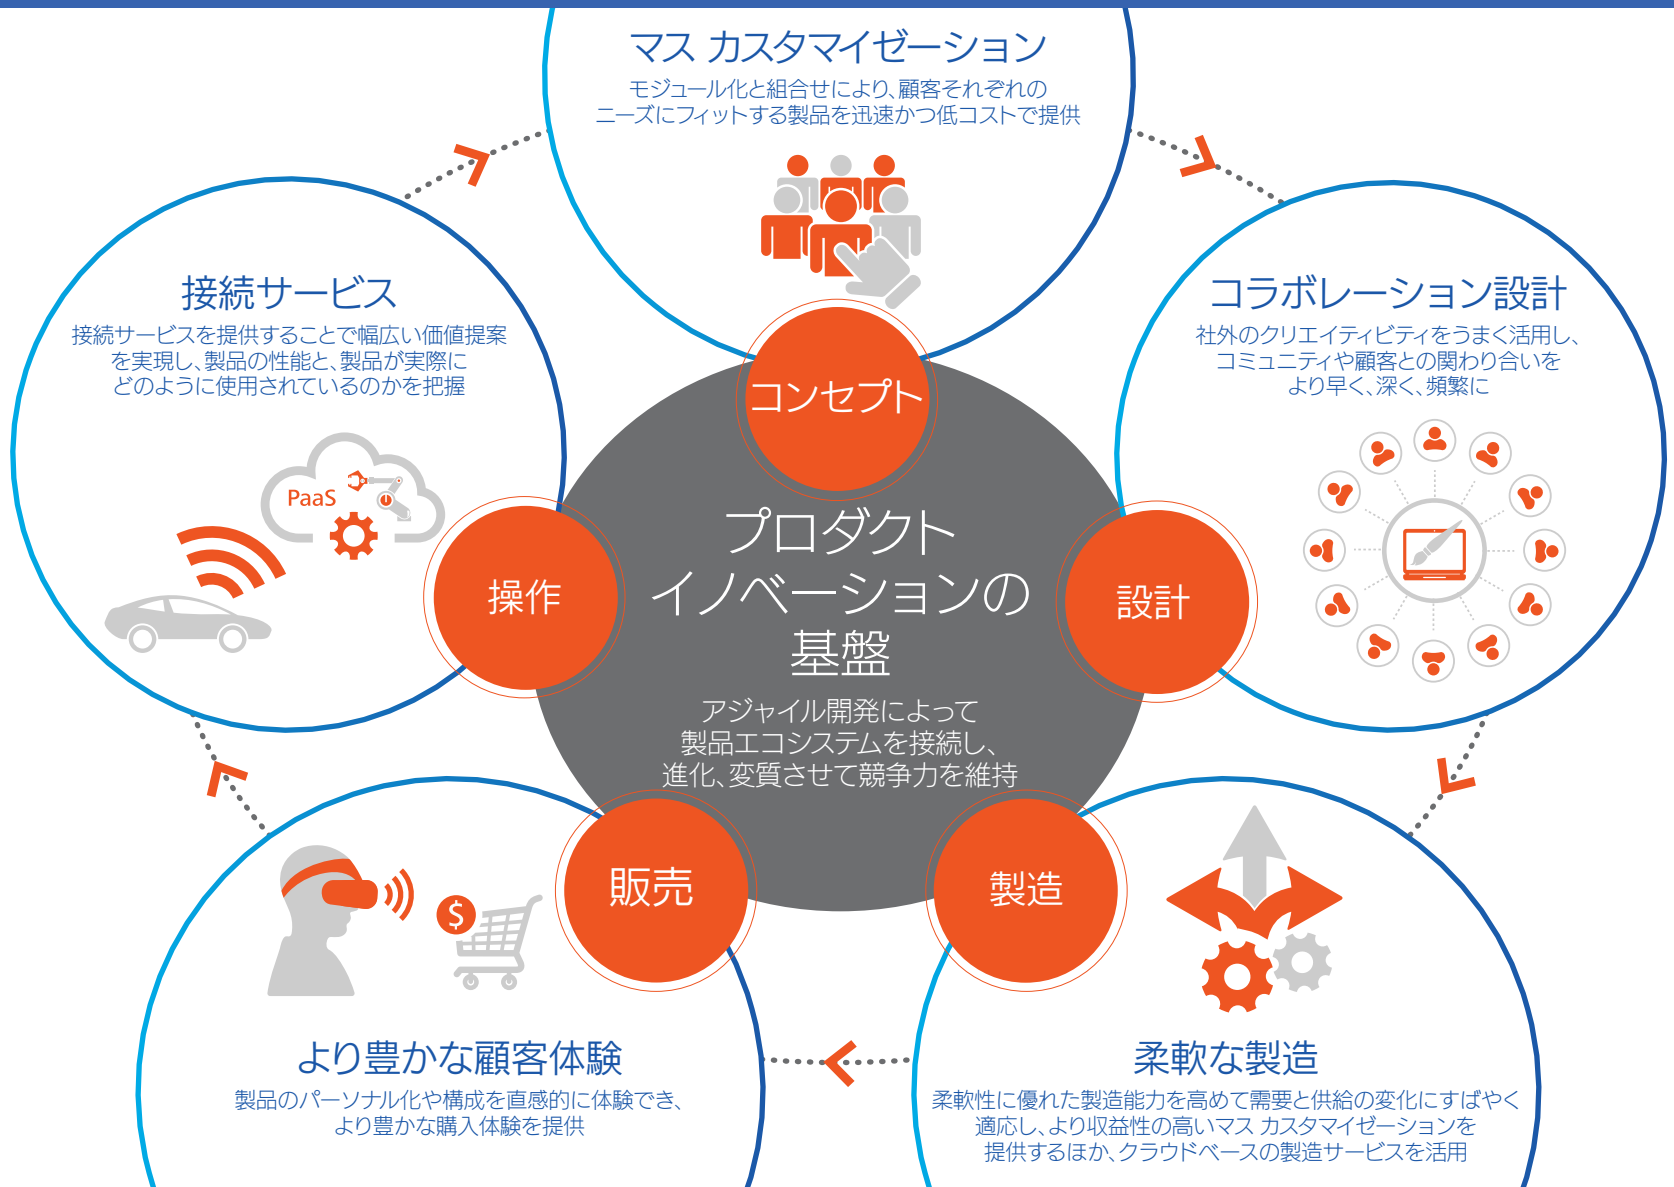 マス カスタマイゼーション
モジュール化と組合せにより、顧客それぞれの
ニーズにフィットする製品を迅速かつ低コストで提供
接続サービス
接続サービスを提供することで幅広い価値提案
を実現し、製品の性能と、製品が実際に
どのように使用されているのかを把握
PaaS
コラボレーション設計
社外のクリエイティビティをうまく活用し、
コミュニティや顧客との関わり合いを
より早く、深く、頻繁に
コンセプト
操作
設計
プロダクト
イノベーションの
基盤
アジャイル開発によって
製品エコシステムを接続し、
進化、変質させて競争力を維持
販売
製造
$
より豊かな顧客体験
製品のパーソナル化や構成を直感的に体験でき、
より豊かな購入体験を提供
柔軟な製造
柔軟性に優れた製造能力を高めて需要と供給の変化にすばやく
適応し、より収益性の高いマス カスタマイゼーションを
提供するほか、クラウドベースの製造サービスを活用